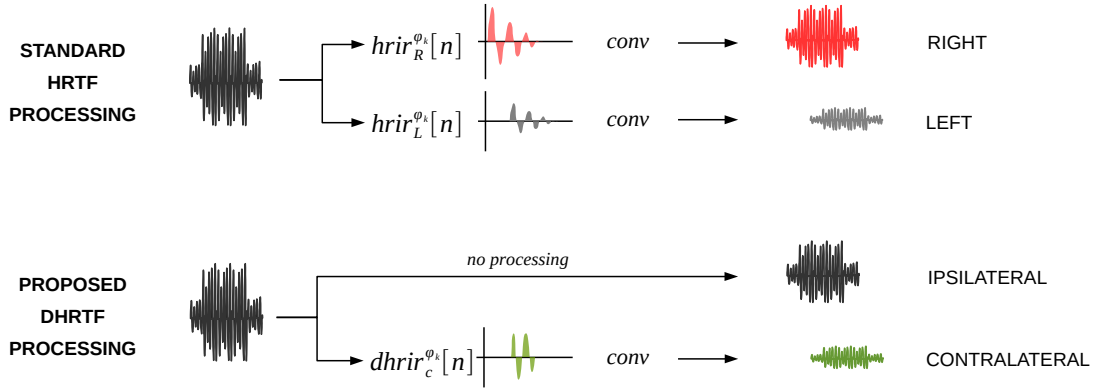 STANDARD
HRTF
PROCESSING
hrir_R^{φ_k}[n]
conv
RIGHT
hrir_L^{φ_k}[n]
conv
LEFT
PROPOSED
DHRTF
PROCESSING
no processing
IPSILATERAL
dhrir_c^{φ_k}[n]
conv
CONTRALATERAL